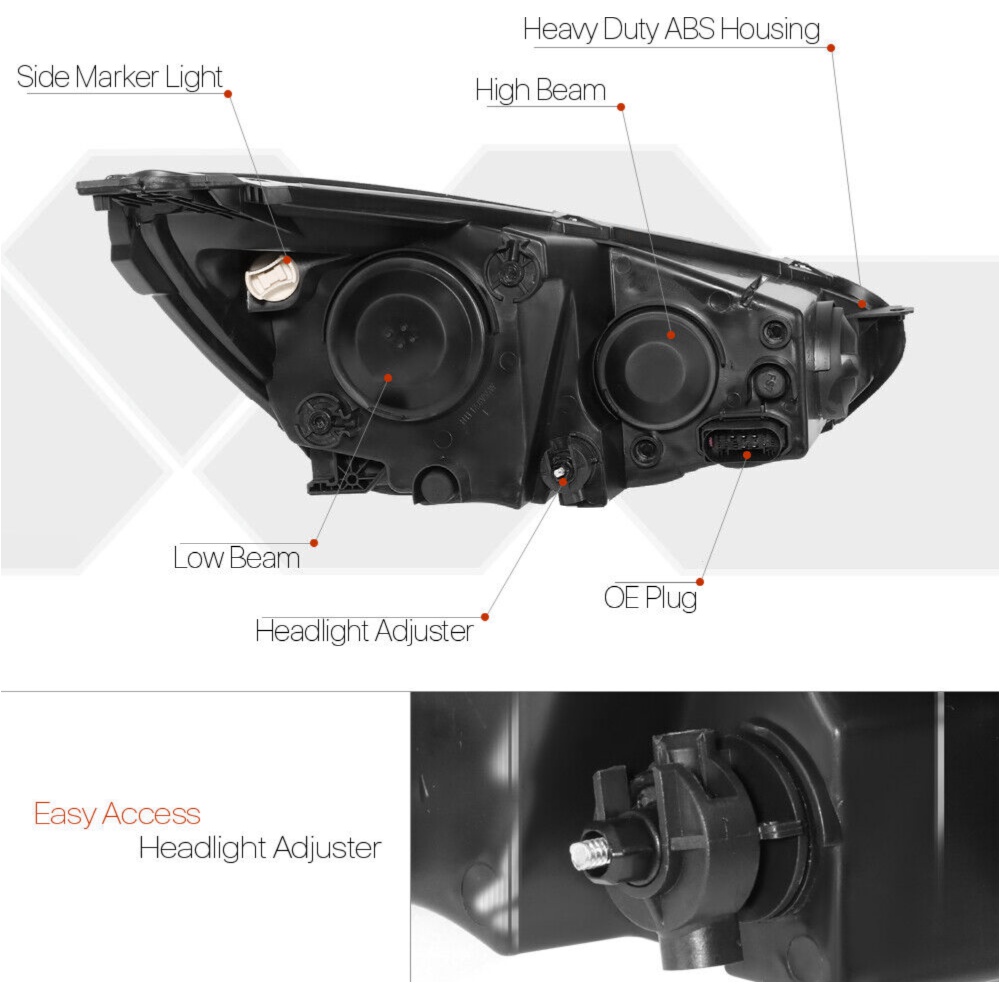 Heavy Duty ABS Housing
Side Marker Light
High Beam
Low Beam
OE Plug
Headlight Adjuster
Easy Access
Headlight Adjuster